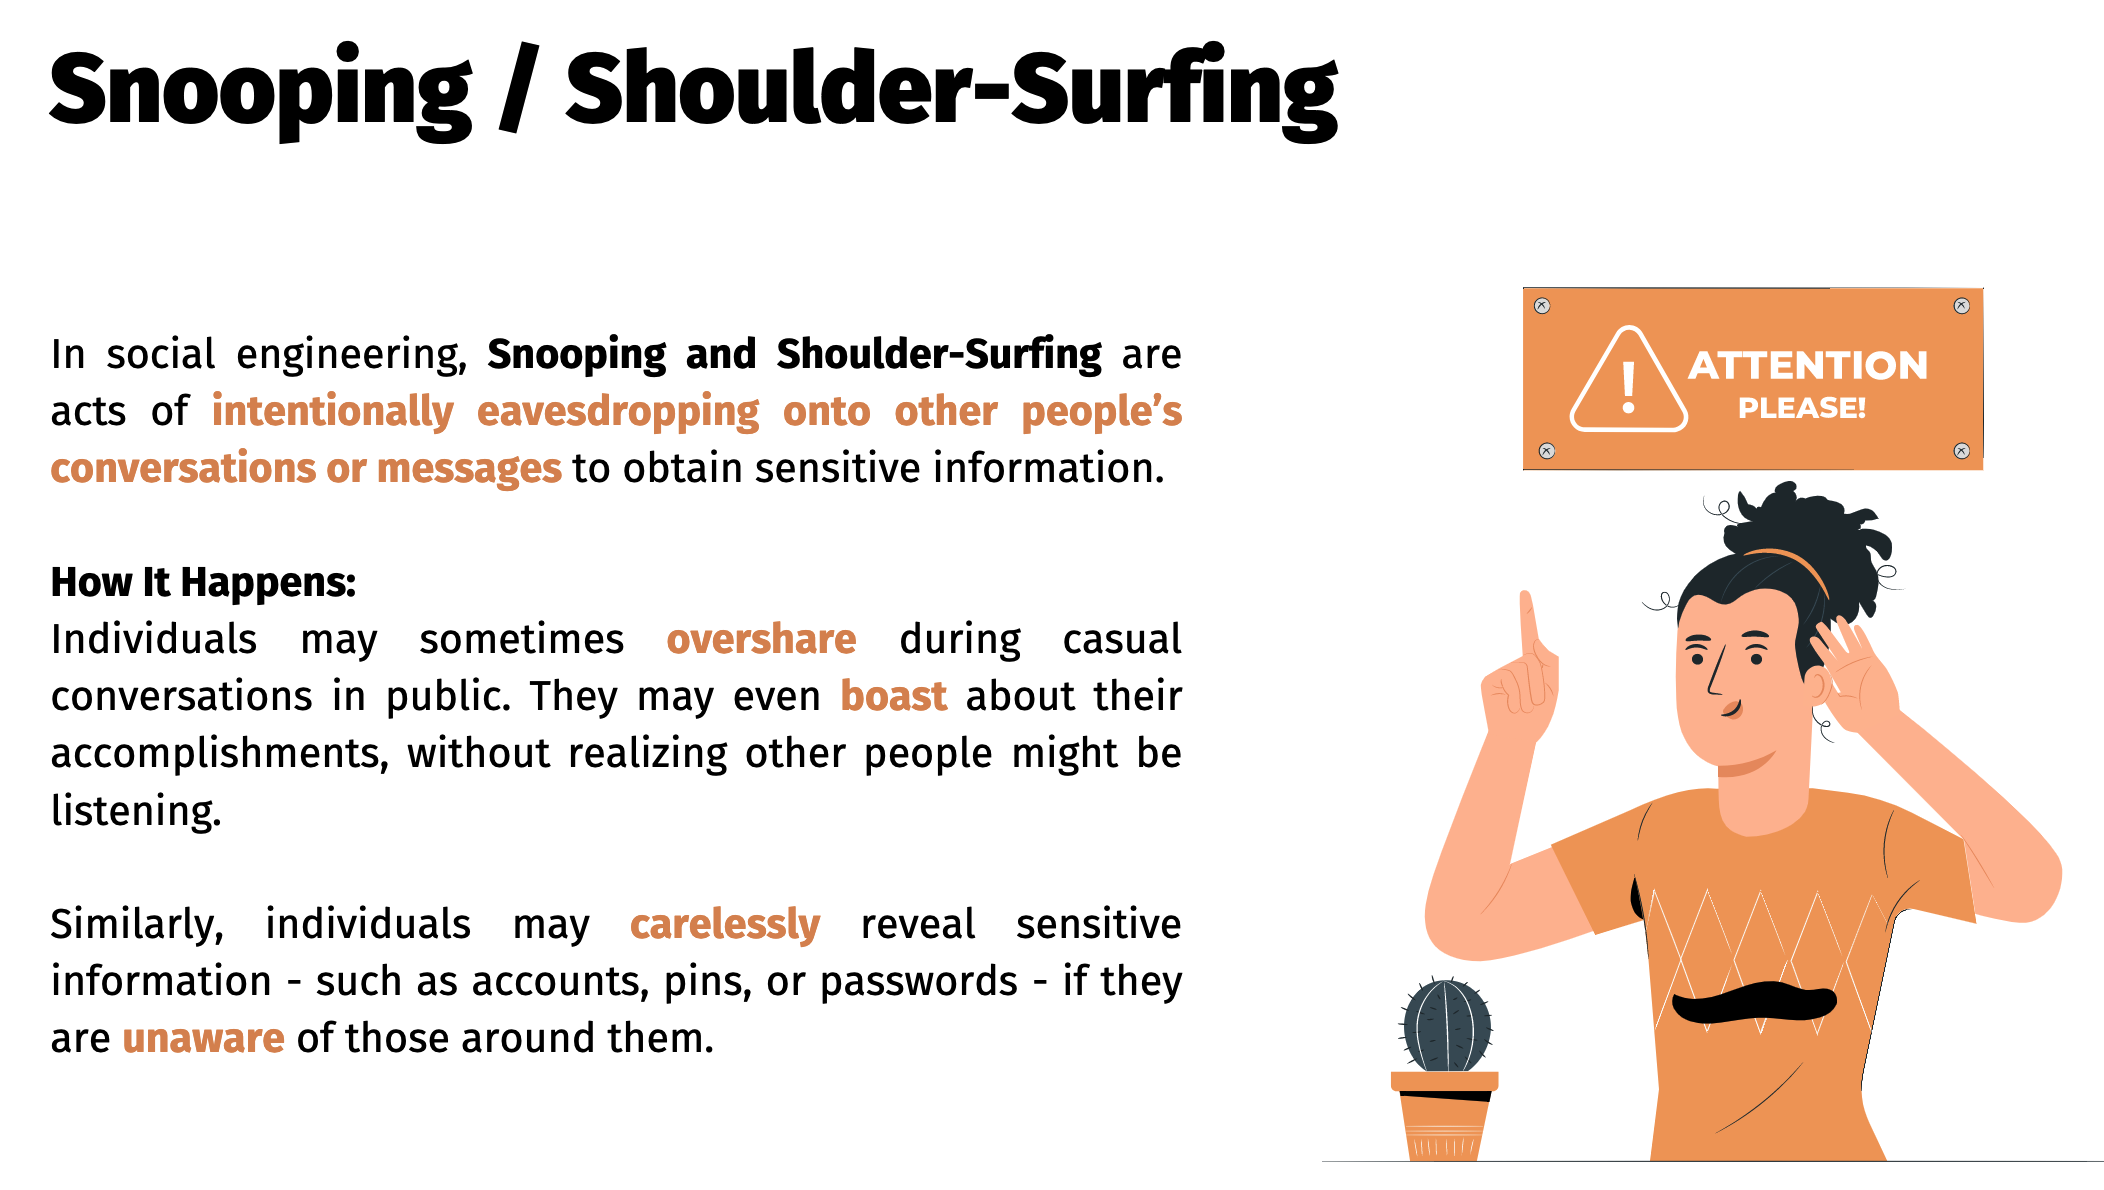 Snooping / Shoulder-Surfing
In social engineering, Snooping and Shoulder-Surfing are
acts of intentionally eavesdropping onto other people’s
conversations or messages to obtain sensitive information.
How It Happens:
Individuals may sometimes overshare during casual
conversations in public. They may even boast about their
accomplishments, without realizing other people might be
listening.
Similarly, individuals may carelessly reveal sensitive
information - such as accounts, pins, or passwords - if they
are unaware of those around them.
!
ATTENTION
PLEASE!